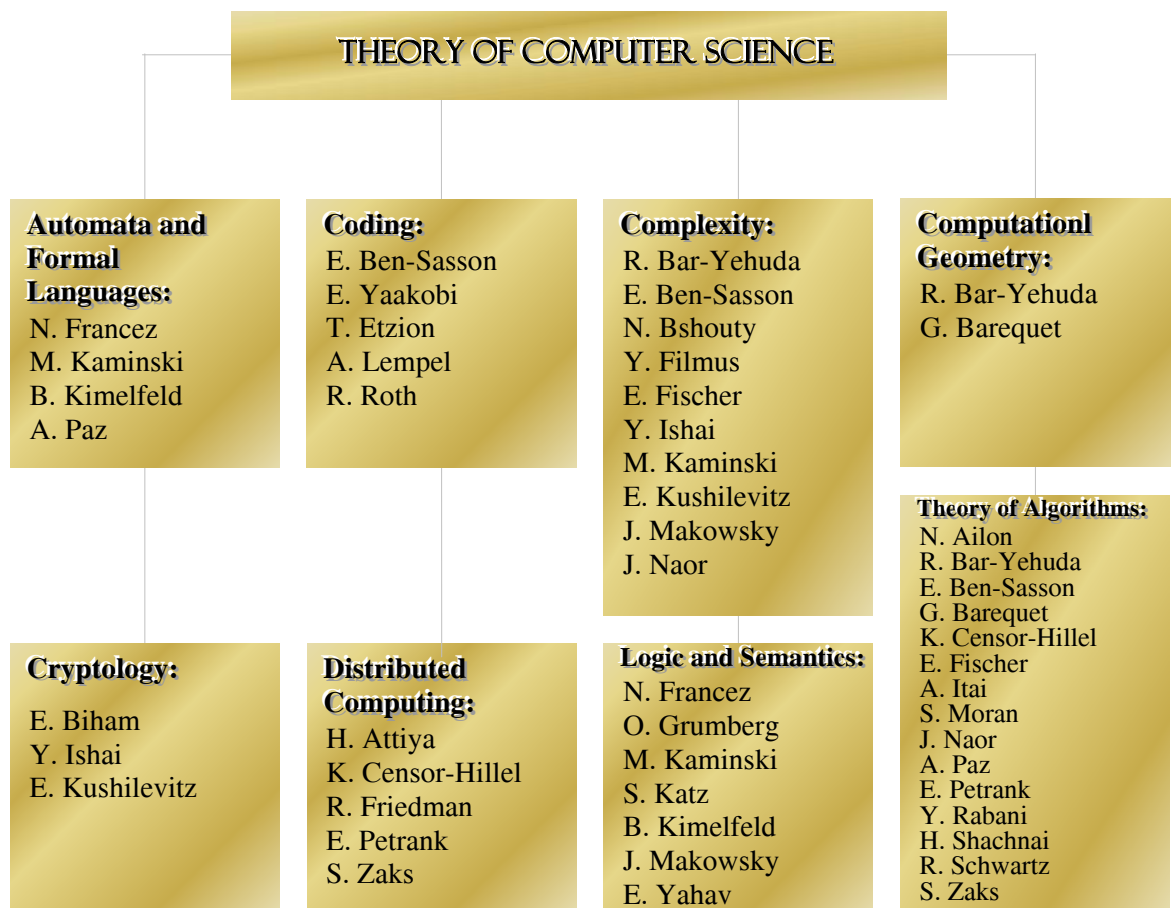 THEORY OF COMPUTER SCIENCE
Automata and
Formal
Languages:
N. Francez
M. Kaminski
B. Kimelfeld
A. Paz
Coding:
E. Ben-Sasson
E. Yaakobi
T. Etzion
A. Lempel
R. Roth
Complexity:
R. Bar-Yehuda
E. Ben-Sasson
N. Bshouty
Y. Filmus
E. Fischer
Y. Ishai
M. Kaminski
E. Kushilevitz
J. Makowsky
J. Naor
Computationl
Geometry:
R. Bar-Yehuda
G. Barequet
Cryptology:
E. Biham
Y. Ishai
E. Kushilevitz
Distributed
Computing:
H. Attiya
K. Censor-Hillel
R. Friedman
E. Petrank
S. Zaks
Logic and Semantics:
N. Francez
O. Grumberg
M. Kaminski
S. Katz
B. Kimelfeld
J. Makowsky
E. Yahav
Theory of Algorithms:
N. Ailon
R. Bar-Yehuda
E. Ben-Sasson
G. Barequet
K. Censor-Hillel
E. Fischer
A. Itai
S. Moran
J. Naor
A. Paz
E. Petrank
Y. Rabani
H. Shachnai
R. Schwartz
S. Zaks